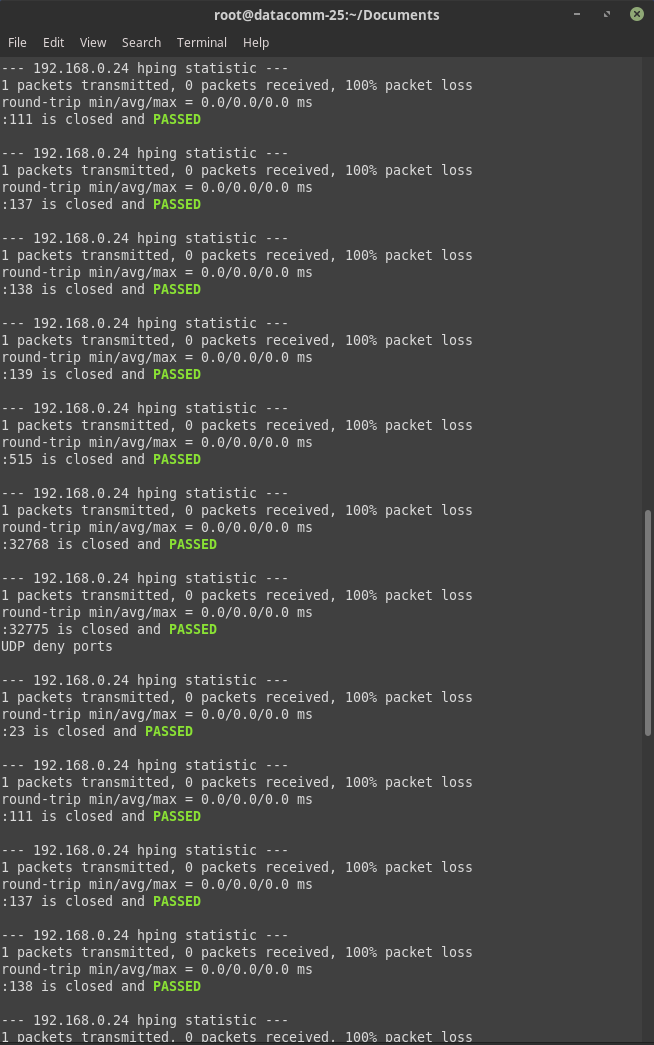 root@datacomm-25:~/Documents
File Edit View Search Terminal Help
--- 192.168.0.24 hping statistic ---
1 packets transmitted, 0 packets received, 100% packet loss
round-trip min/avg/max = 0.0/0.0/0.0 ms
:111 is closed and PASSED

--- 192.168.0.24 hping statistic ---
1 packets transmitted, 0 packets received, 100% packet loss
round-trip min/avg/max = 0.0/0.0/0.0 ms
:137 is closed and PASSED

--- 192.168.0.24 hping statistic ---
1 packets transmitted, 0 packets received, 100% packet loss
round-trip min/avg/max = 0.0/0.0/0.0 ms
:138 is closed and PASSED

--- 192.168.0.24 hping statistic ---
1 packets transmitted, 0 packets received, 100% packet loss
round-trip min/avg/max = 0.0/0.0/0.0 ms
:139 is closed and PASSED

--- 192.168.0.24 hping statistic ---
1 packets transmitted, 0 packets received, 100% packet loss
round-trip min/avg/max = 0.0/0.0/0.0 ms
:515 is closed and PASSED

--- 192.168.0.24 hping statistic ---
1 packets transmitted, 0 packets received, 100% packet loss
round-trip min/avg/max = 0.0/0.0/0.0 ms
:32768 is closed and PASSED

--- 192.168.0.24 hping statistic ---
1 packets transmitted, 0 packets received, 100% packet loss
round-trip min/avg/max = 0.0/0.0/0.0 ms
:32775 is closed and PASSED
UDP deny ports

--- 192.168.0.24 hping statistic ---
1 packets transmitted, 0 packets received, 100% packet loss
round-trip min/avg/max = 0.0/0.0/0.0 ms
:23 is closed and PASSED

--- 192.168.0.24 hping statistic ---
1 packets transmitted, 0 packets received, 100% packet loss
round-trip min/avg/max = 0.0/0.0/0.0 ms
:111 is closed and PASSED

--- 192.168.0.24 hping statistic ---
1 packets transmitted, 0 packets received, 100% packet loss
round-trip min/avg/max = 0.0/0.0/0.0 ms
:137 is closed and PASSED

--- 192.168.0.24 hping statistic ---
1 packets transmitted, 0 packets received, 100% packet loss
round-trip min/avg/max = 0.0/0.0/0.0 ms
:138 is closed and PASSED

--- 192.168.0.24 hping statistic ---
1 packets transmitted, 0 packets received, 100% packet loss